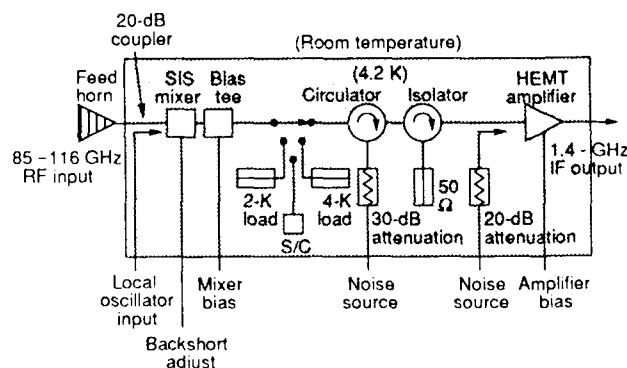 20-dB
coupler
(Room temperature)
Feed
horn
SIS
mixer
Bias
tee
(4.2 K)
Circulator
Isolator
HEMT
amplifier
85 – 116 GHz
RF input
1.4 - GHz
IF output
2-K
load
4-K
load
S/C
30-dB
attenuation
50
Ω
20-dB
attenuation
Local
oscillator
input
Mixer
bias
Noise
source
Noise
source
Amplifier
bias
Backshort
adjust